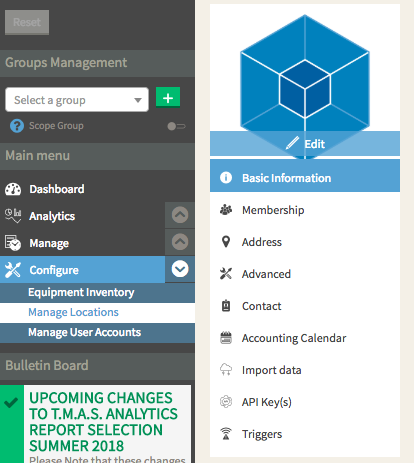 Reset
Groups Management
Select a group
Scope Group
Main menu
Dashboard
Analytics
Manage
Configure
Equipment Inventory
Manage Locations
Manage User Accounts
Bulletin Board
UPCOMING CHANGES
TO T.M.A.S. ANALYTICS
REPORT SELECTION
SUMMER 2018
Please Note that these changes
Edit
Basic Information
Membership
Address
Advanced
Contact
Accounting Calendar
Import data
API Key(s)
Triggers